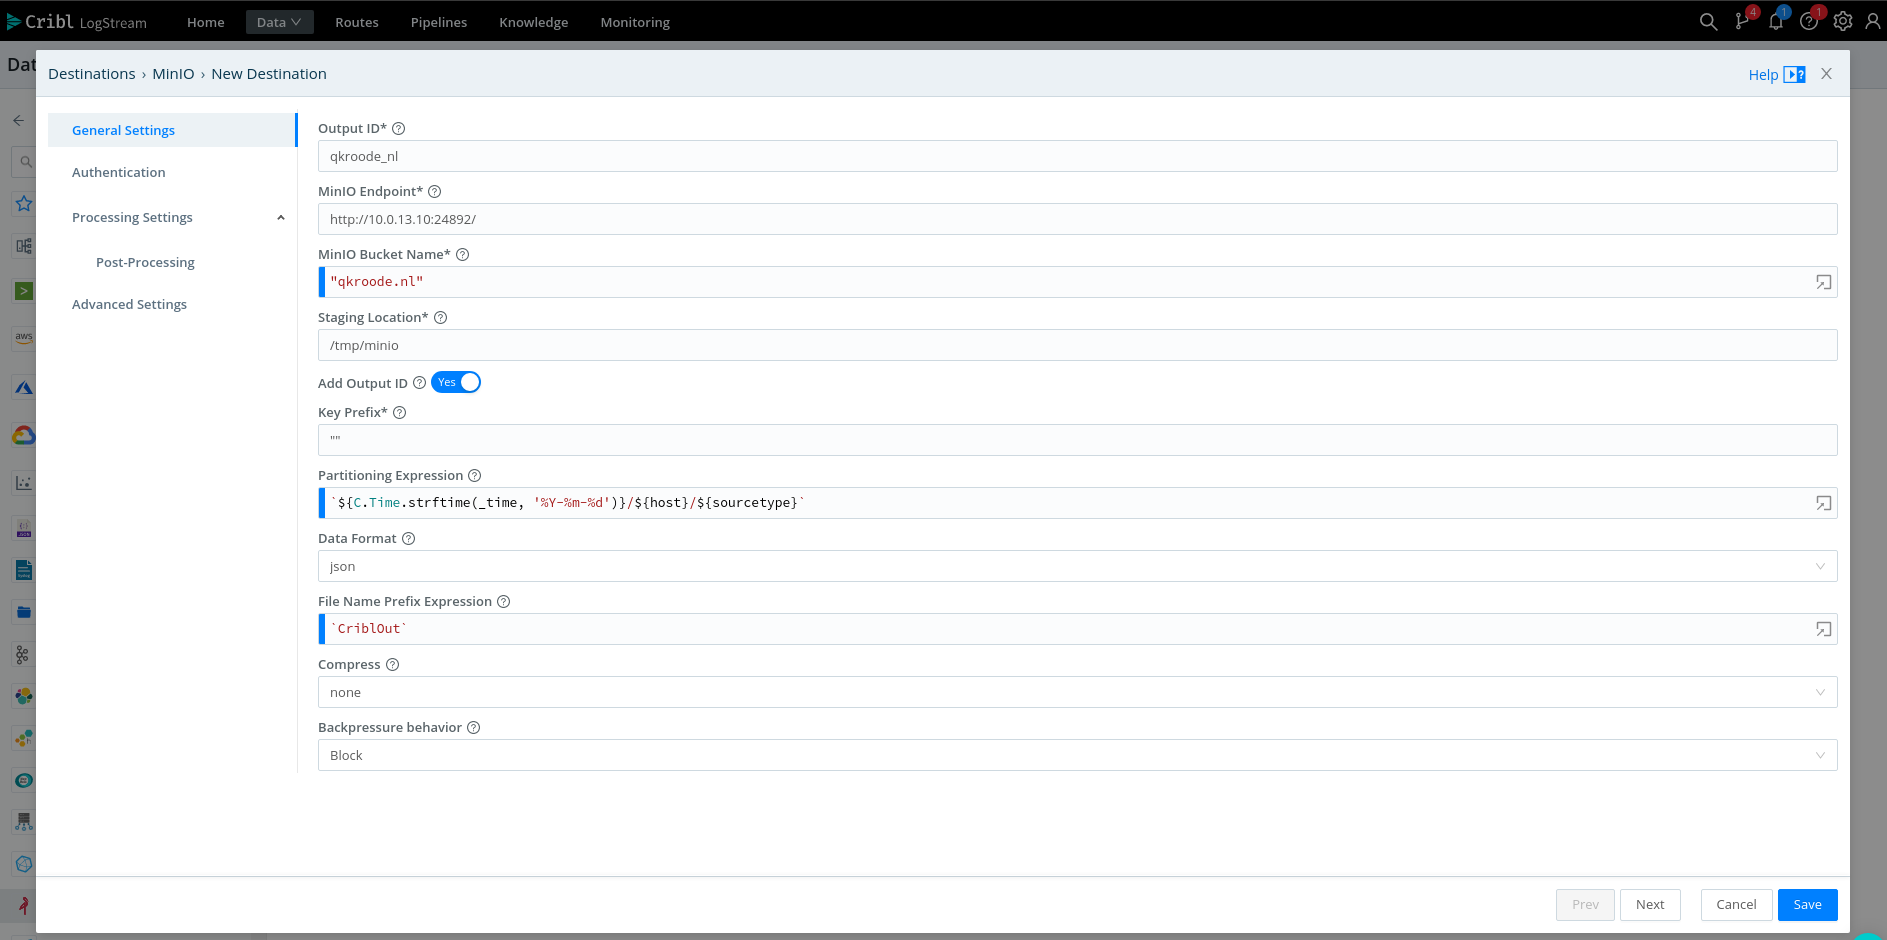 Cribl LogStream
Home
Data
Routes
Pipelines
Knowledge
Monitoring
4
1
1
Dat
Destinations › MinIO › New Destination
Help
General Settings
Authentication
Processing Settings
Post-Processing
Advanced Settings
aws
Output ID*
qkroode_nl
MinIO Endpoint*
http://10.0.13.10:24892/
MinIO Bucket Name*
"qkroode.nl"
Staging Location*
/tmp/minio
Add Output ID Yes
Key Prefix*
""
Partitioning Expression
`${C.Time.strftime(_time, '%Y-%m-%d')}/${host}/${sourcetype}`
Data Format
json
File Name Prefix Expression
`CriblOut`
Compress
none
Backpressure behavior
Block
Prev
Next
Cancel
Save